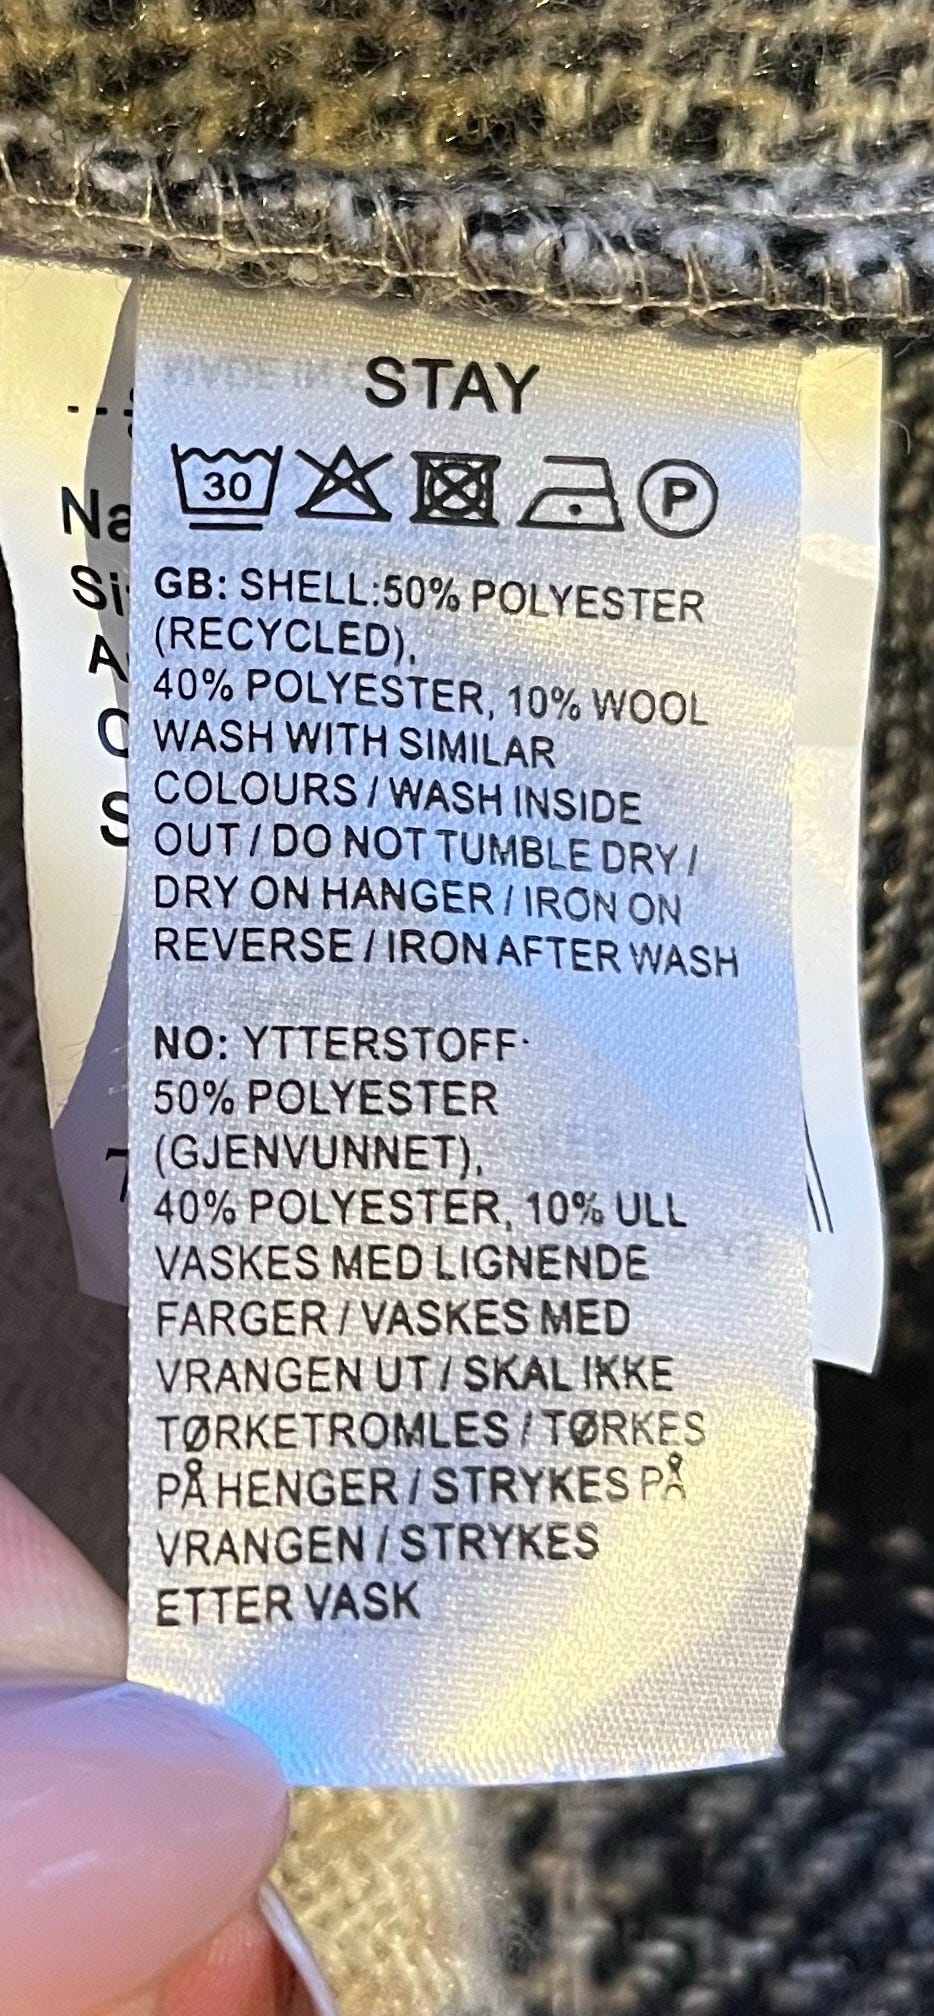 STAY
30 P
GB: SHELL:50% POLYESTER
(RECYCLED),
40% POLYESTER, 10% WOOL
WASH WITH SIMILAR
COLOURS / WASH INSIDE
OUT / DO NOT TUMBLE DRY /
DRY ON HANGER / IRON ON
REVERSE / IRON AFTER WASH
NO: YTTERSTOFF:
50% POLYESTER
(GJENVUNNET),
40% POLYESTER, 10% ULL
VASKES MED LIGNENDE
FARGER / VASKES MED
VRANGEN UT / SKAL IKKE
TØRKETROMLES / TØRKES
PÅ HENGER / STRYKES PÅ
VRANGEN / STRYKES
ETTER VASK